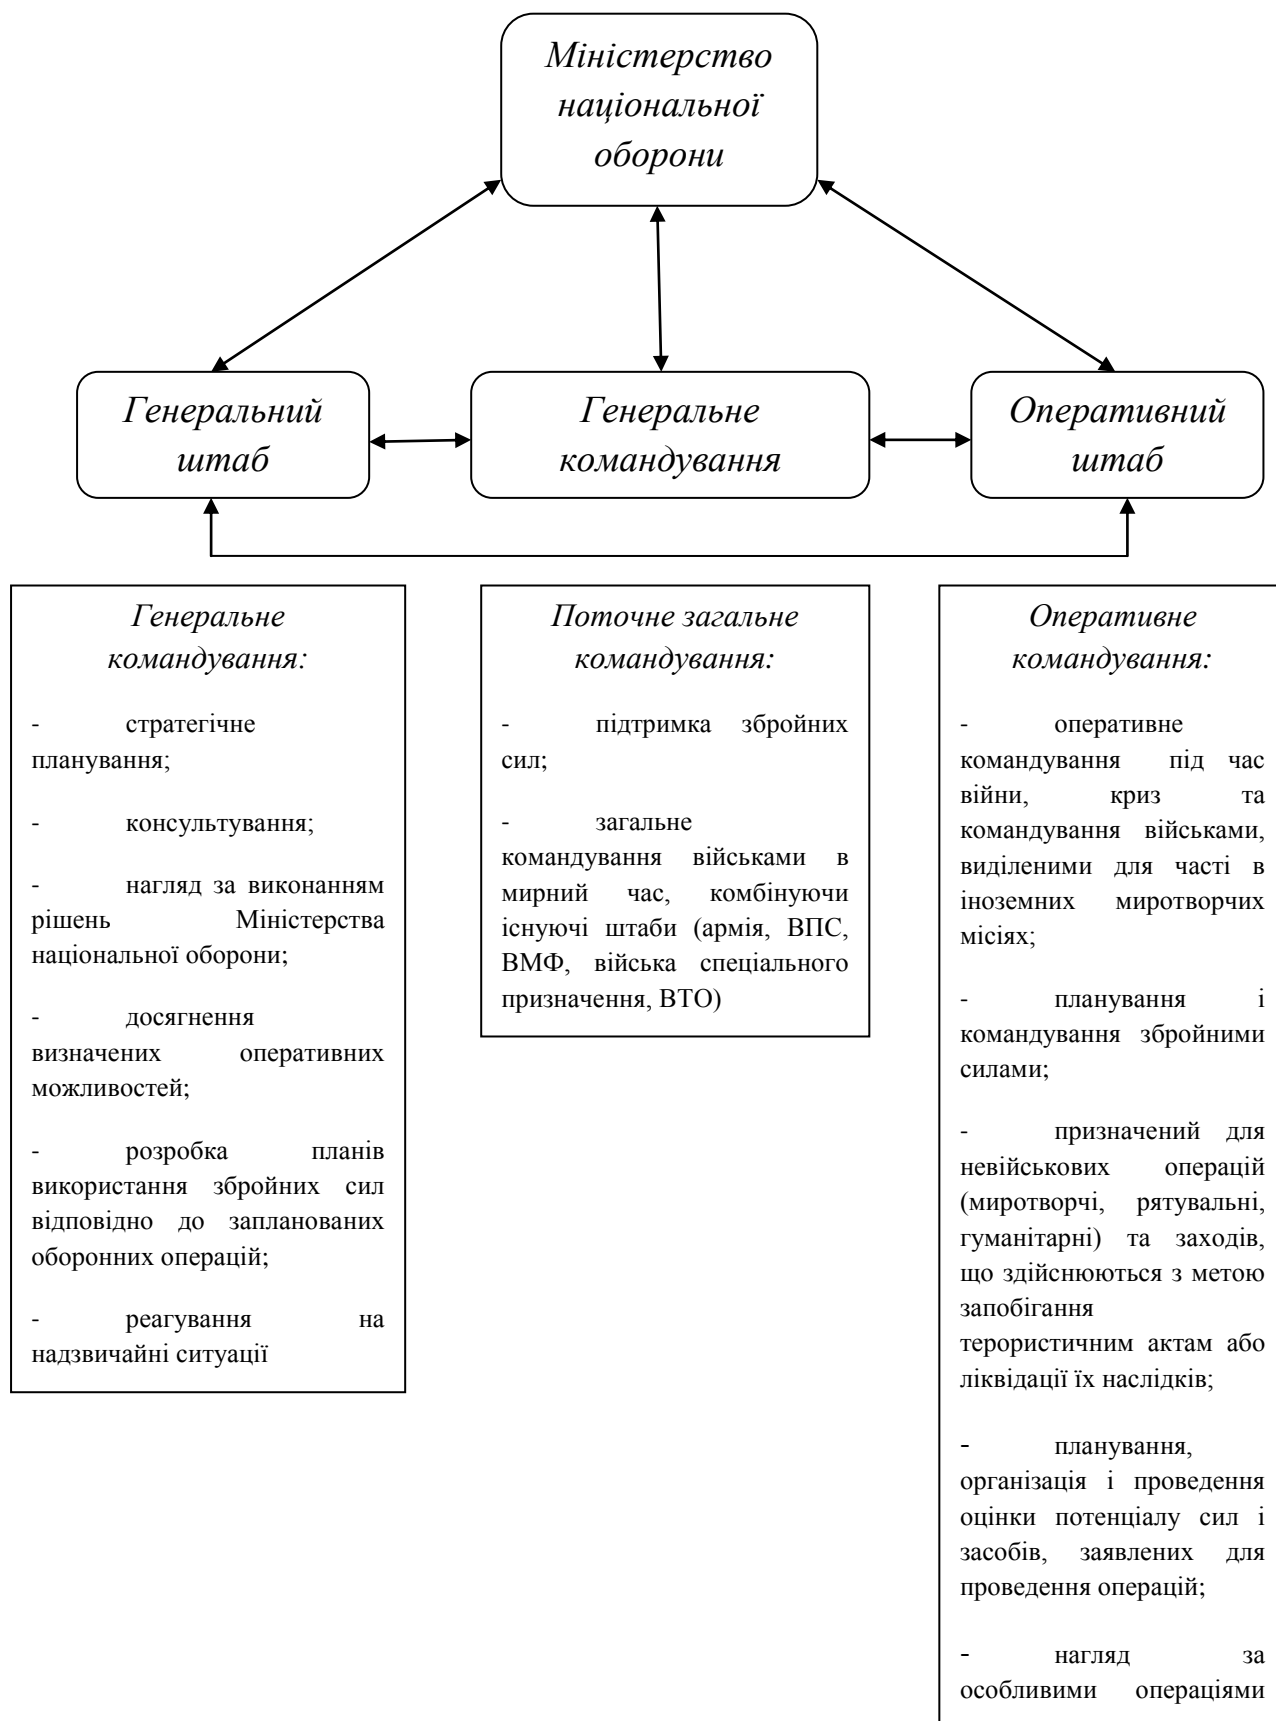 Міністерство
національної
оборони
Генеральний
штаб
Генеральне
командування
Оперативний
штаб
Генеральне
командування:
- стратегічне
планування;
- консультування;
- нагляд за виконанням
рішень Міністерства
національної оборони;
- досягнення
визначених оперативних
можливостей;
- розробка планів
використання збройних сил
відповідно до запланованих
оборонних операцій;
- реагування на
надзвичайні ситуації
Поточне загальне
командування:
- підтримка збройних
сил;
- загальне
командування військами в
мирний час, комбінуючи
існуючі штаби (армія, ВПС,
ВМФ, війська спеціального
призначення, ВТО)
Оперативне
командування:
- оперативне
командування під час
війни, криз та
командування військами,
виділеними для часті в
іноземних миротворчих
місіях;
- планування і
командування збройними
силами;
- призначений для
невійськових операцій
(миротворчі, рятувальні,
гуманітарні) та заходів,
що здійснюються з метою
запобігання
терористичним актам або
ліквідації їх наслідків;
- планування,
організація і проведення
оцінки потенціалу сил і
засобів, заявлених для
проведення операцій;
- нагляд за
особливими операціями